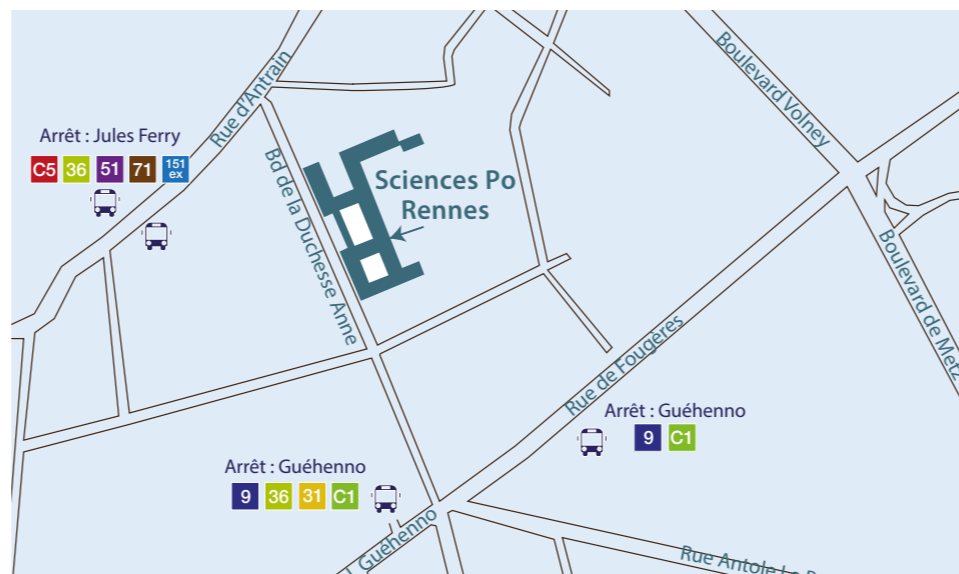 Rue d'Antrain
Boulevard Volney
Arrêt : Jules Ferry
C5 36 51 71 151 ex
Bd de la Duchesse Anne
Sciences Po
Rennes
Boulevard de Metz
Rue de Fougères
Arrêt : Guéhenno
9 C1
Arrêt : Guéhenno
9 36 31 C1
Guéhenno
Rue Antole Le